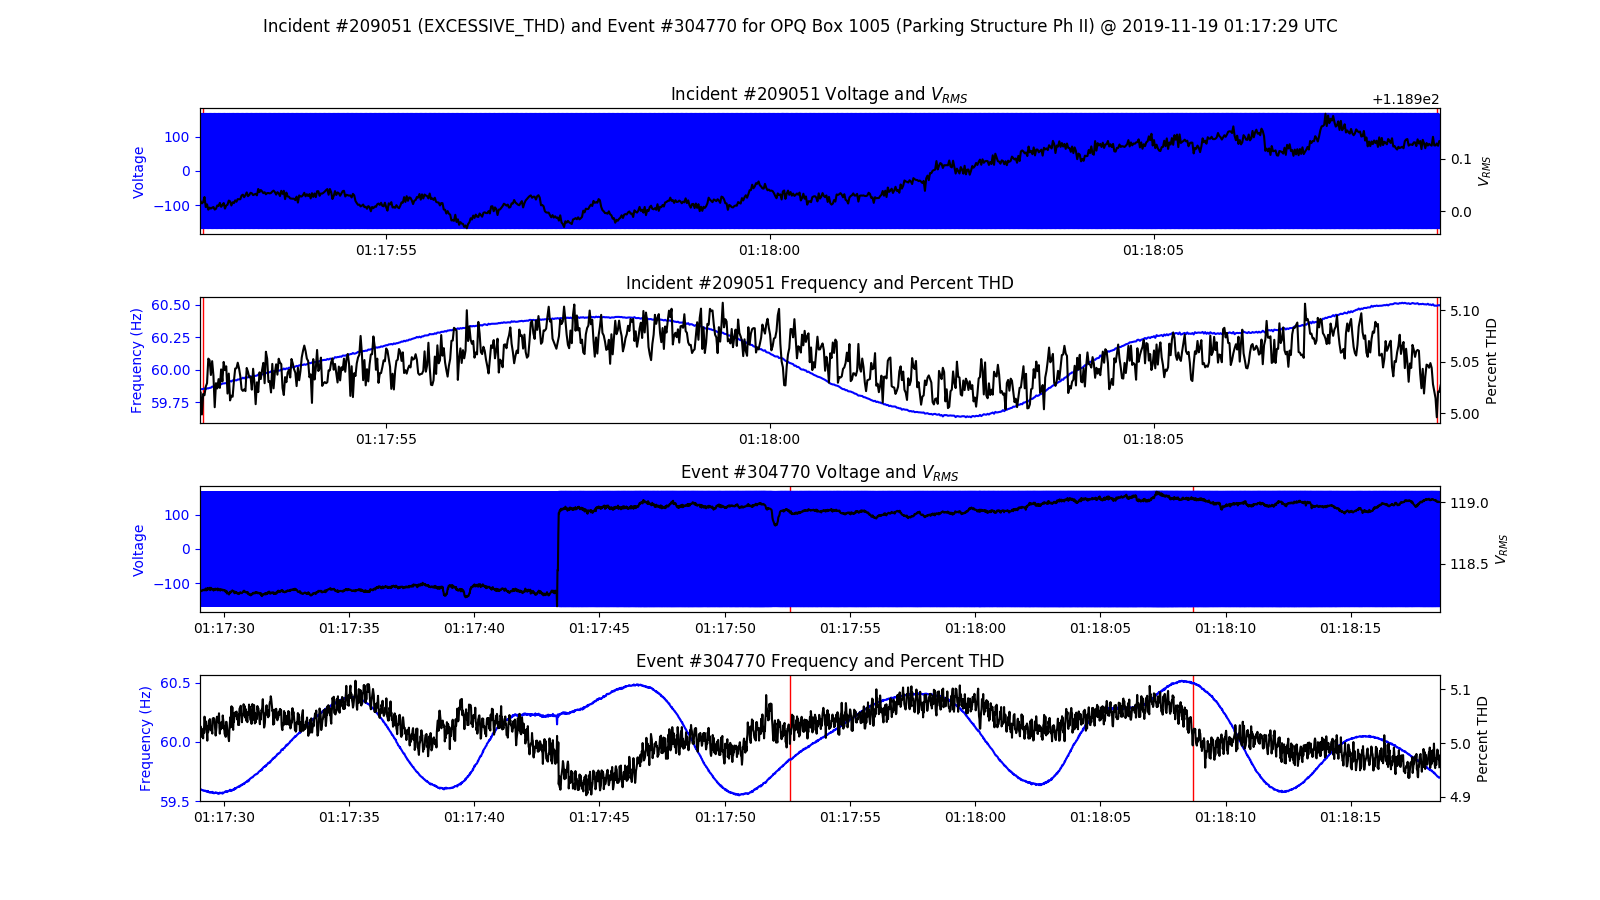 Incident #209051 (EXCESSIVE_THD) and Event #304770 for OPQ Box 1005 (Parking Structure Ph II) @ 2019-11-19 01:17:29 UTC
Incident #209051 Voltage and V_RMS
+1.189e2
100
0
−100
Voltage
0.1
0.0
V_RMS
01:17:55 01:18:00 01:18:05
Incident #209051 Frequency and Percent THD
60.50
60.25
60.00
59.75
Frequency (Hz)
5.10
5.05
5.00
Percent THD
01:17:55 01:18:00 01:18:05
Event #304770 Voltage and V_RMS
100
0
−100
Voltage
119.0
118.5
V_RMS
01:17:30 01:17:35 01:17:40 01:17:45 01:17:50 01:17:55 01:18:00 01:18:05 01:18:10 01:18:15
Event #304770 Frequency and Percent THD
60.5
60.0
59.5
Frequency (Hz)
5.1
5.0
4.9
Percent THD
01:17:30 01:17:35 01:17:40 01:17:45 01:17:50 01:17:55 01:18:00 01:18:05 01:18:10 01:18:15